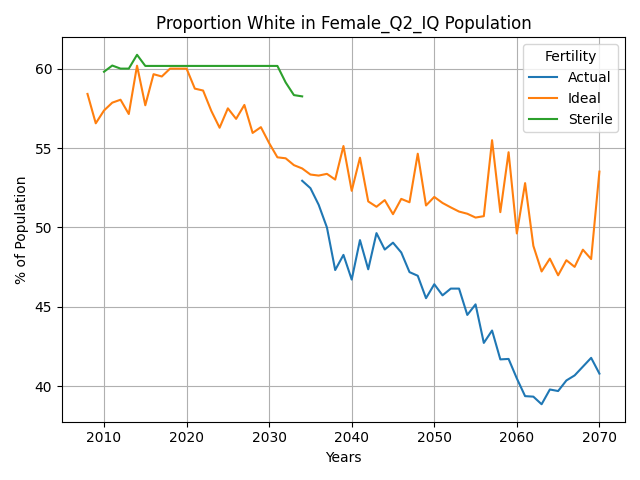 Proportion White in Female_Q2_IQ Population
Fertility
Actual
Ideal
Sterile
60
55
50
45
40
% of Population
2010 2020 2030 2040 2050 2060 2070
Years